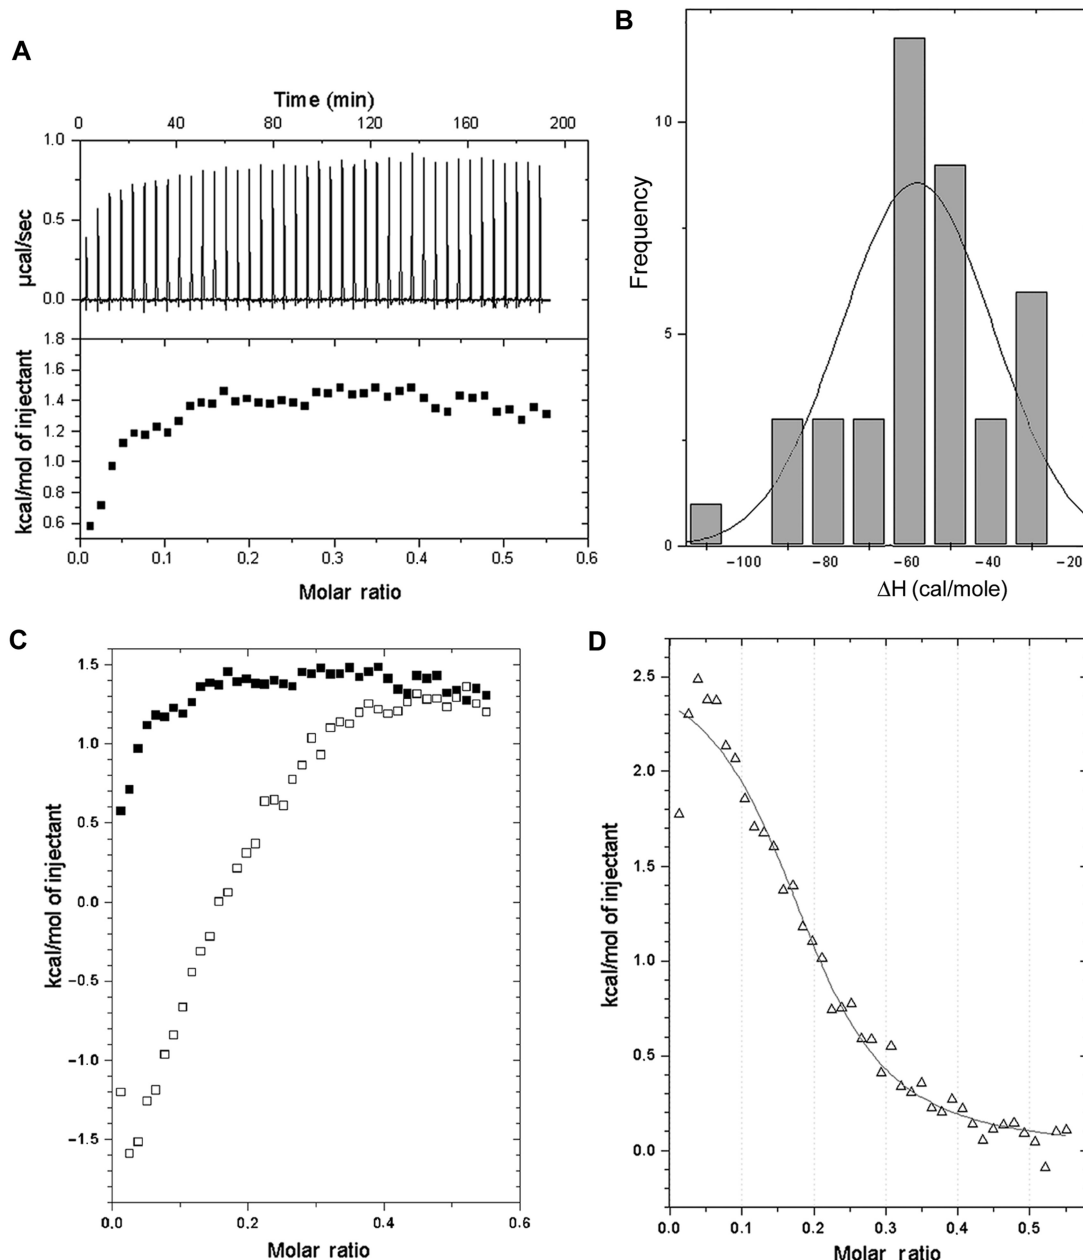 A
Time (min)
0 40 80 120 160 200
1.0
0.5
0.0
µcal/sec
1.8
1.6
1.4
1.2
1.0
0.8
0.6
kcal/mol of injectant
0.0 0.1 0.2 0.3 0.4 0.5 0.6
Molar ratio
B
10
5
0
Frequency
−100 −80 −60 −40 −20
ΔH (cal/mole)
C
1.5
1.0
0.5
0.0
−0.5
−1.0
−1.5
kcal/mol of injectant
0.0 0.2 0.4 0.6
Molar ratio
D
2.5
2.0
1.5
1.0
0.5
0.0
kcal/mol of injectant
0.0 0.1 0.2 0.3 0.4 0.5
Molar ratio